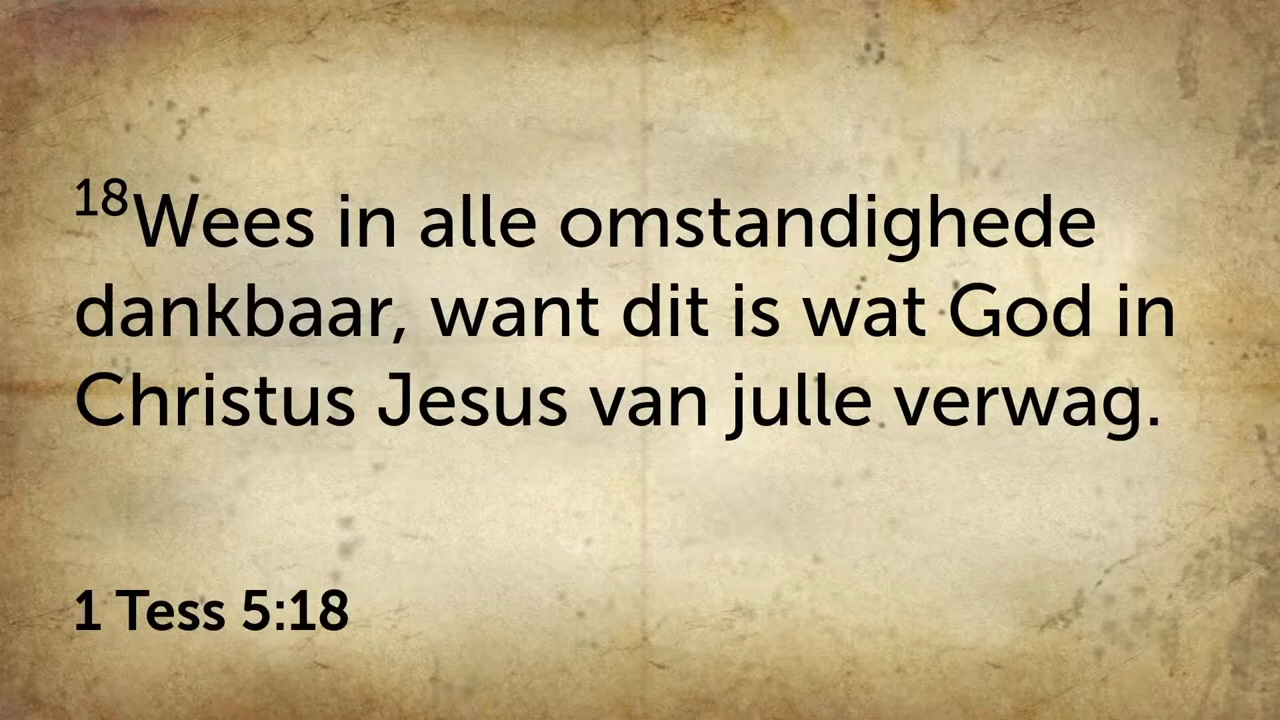 18Wees in alle omstandighede
dankbaar, want dit is wat God in
Christus Jesus van julle verwag.
1 Tess 5:18